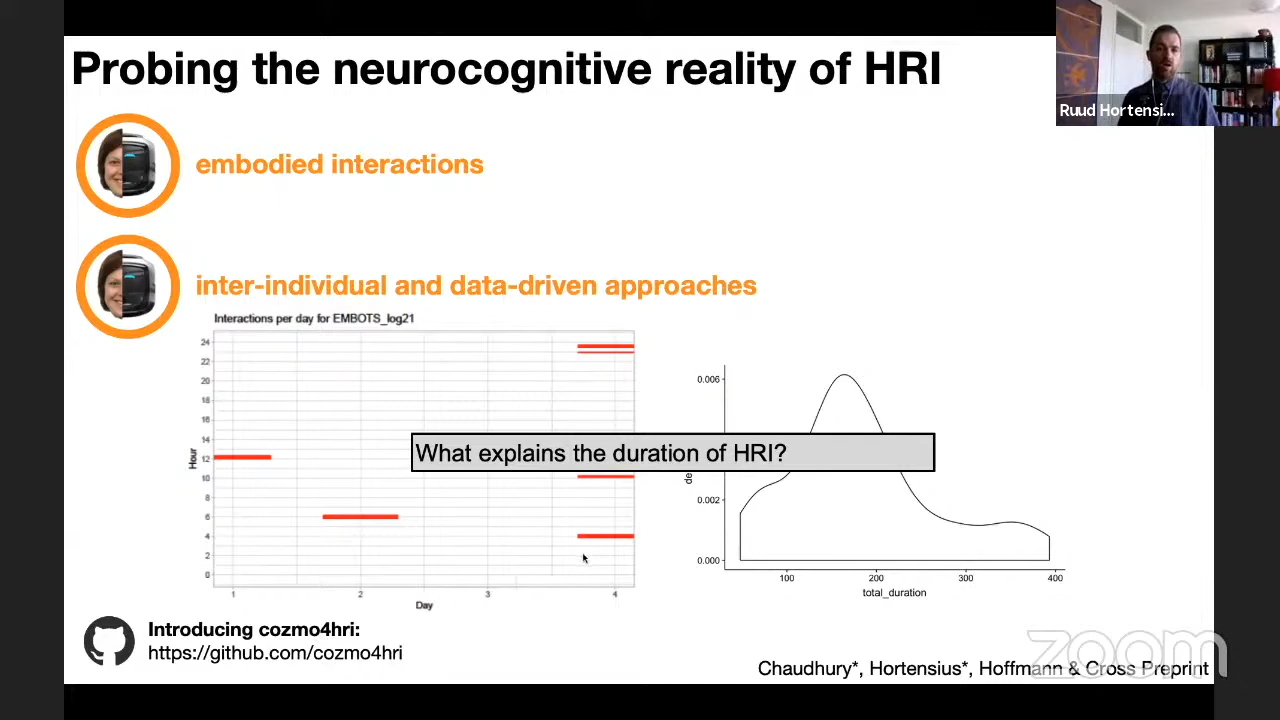 Probing the neurocognitive reality of HRI
Ruud Hortensi...
embodied interactions
inter-individual and data-driven approaches
Interactions per day for EMBOTS_log21
24
22
20
18
16
14
12
10
8
6
4
2
0
Hour
1
2
3
4
Day
What explains the duration of HRI?
0.006
0.002
0.000
de
100
200
300
400
total_duration
Introducing cozmo4hri:
https://github.com/cozmo4hri
Chaudhury*, Hortensius*, Hoffmann & Cross Preprint
zoom